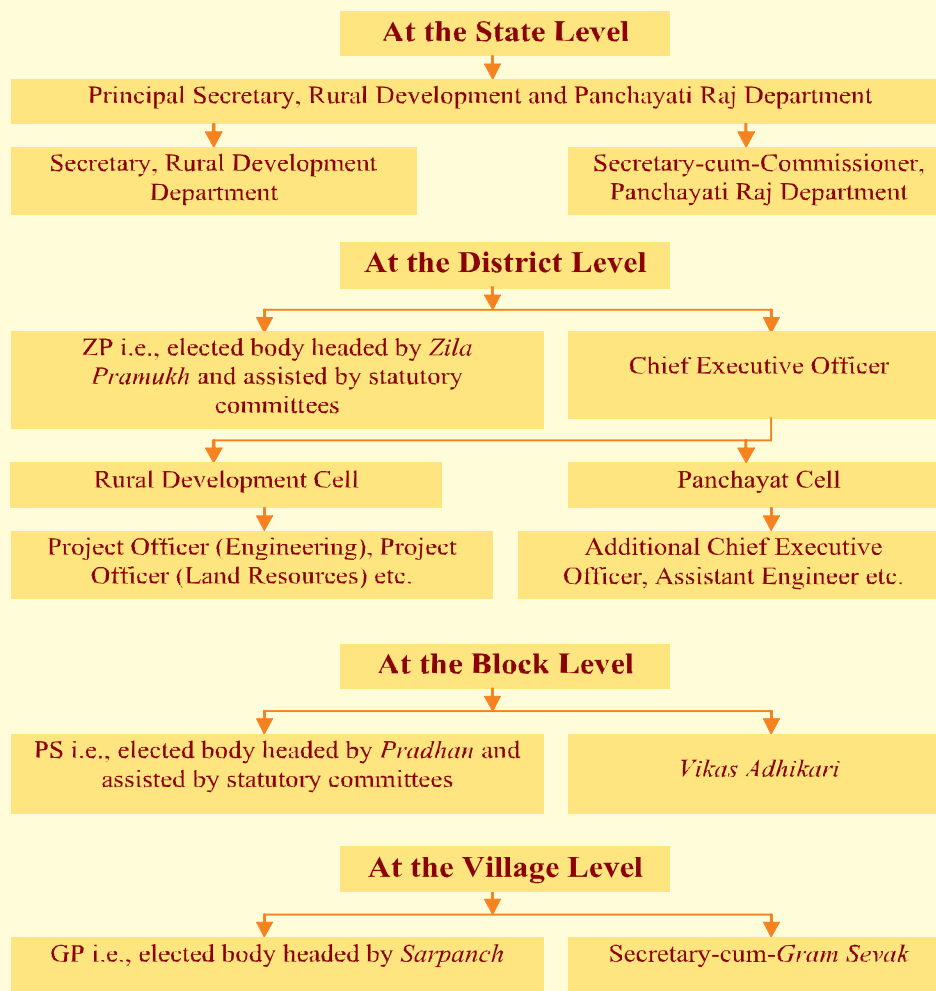 At the State Level
Principal Secretary, Rural Development and Panchayati Raj Department
Secretary, Rural Development
Department
Secretary-cum-Commissioner,
Panchayati Raj Department
At the District Level
ZP i.e., elected body headed by Zila
Pramukh and assisted by statutory
committees
Chief Executive Officer
Rural Development Cell
Panchayat Cell
Project Officer (Engineering), Project
Officer (Land Resources) etc.
Additional Chief Executive
Officer, Assistant Engineer etc.
At the Block Level
PS i.e., elected body headed by Pradhan and
assisted by statutory committees
Vikas Adhikari
At the Village Level
GP i.e., elected body headed by Sarpanch
Secretary-cum-Gram Sevak